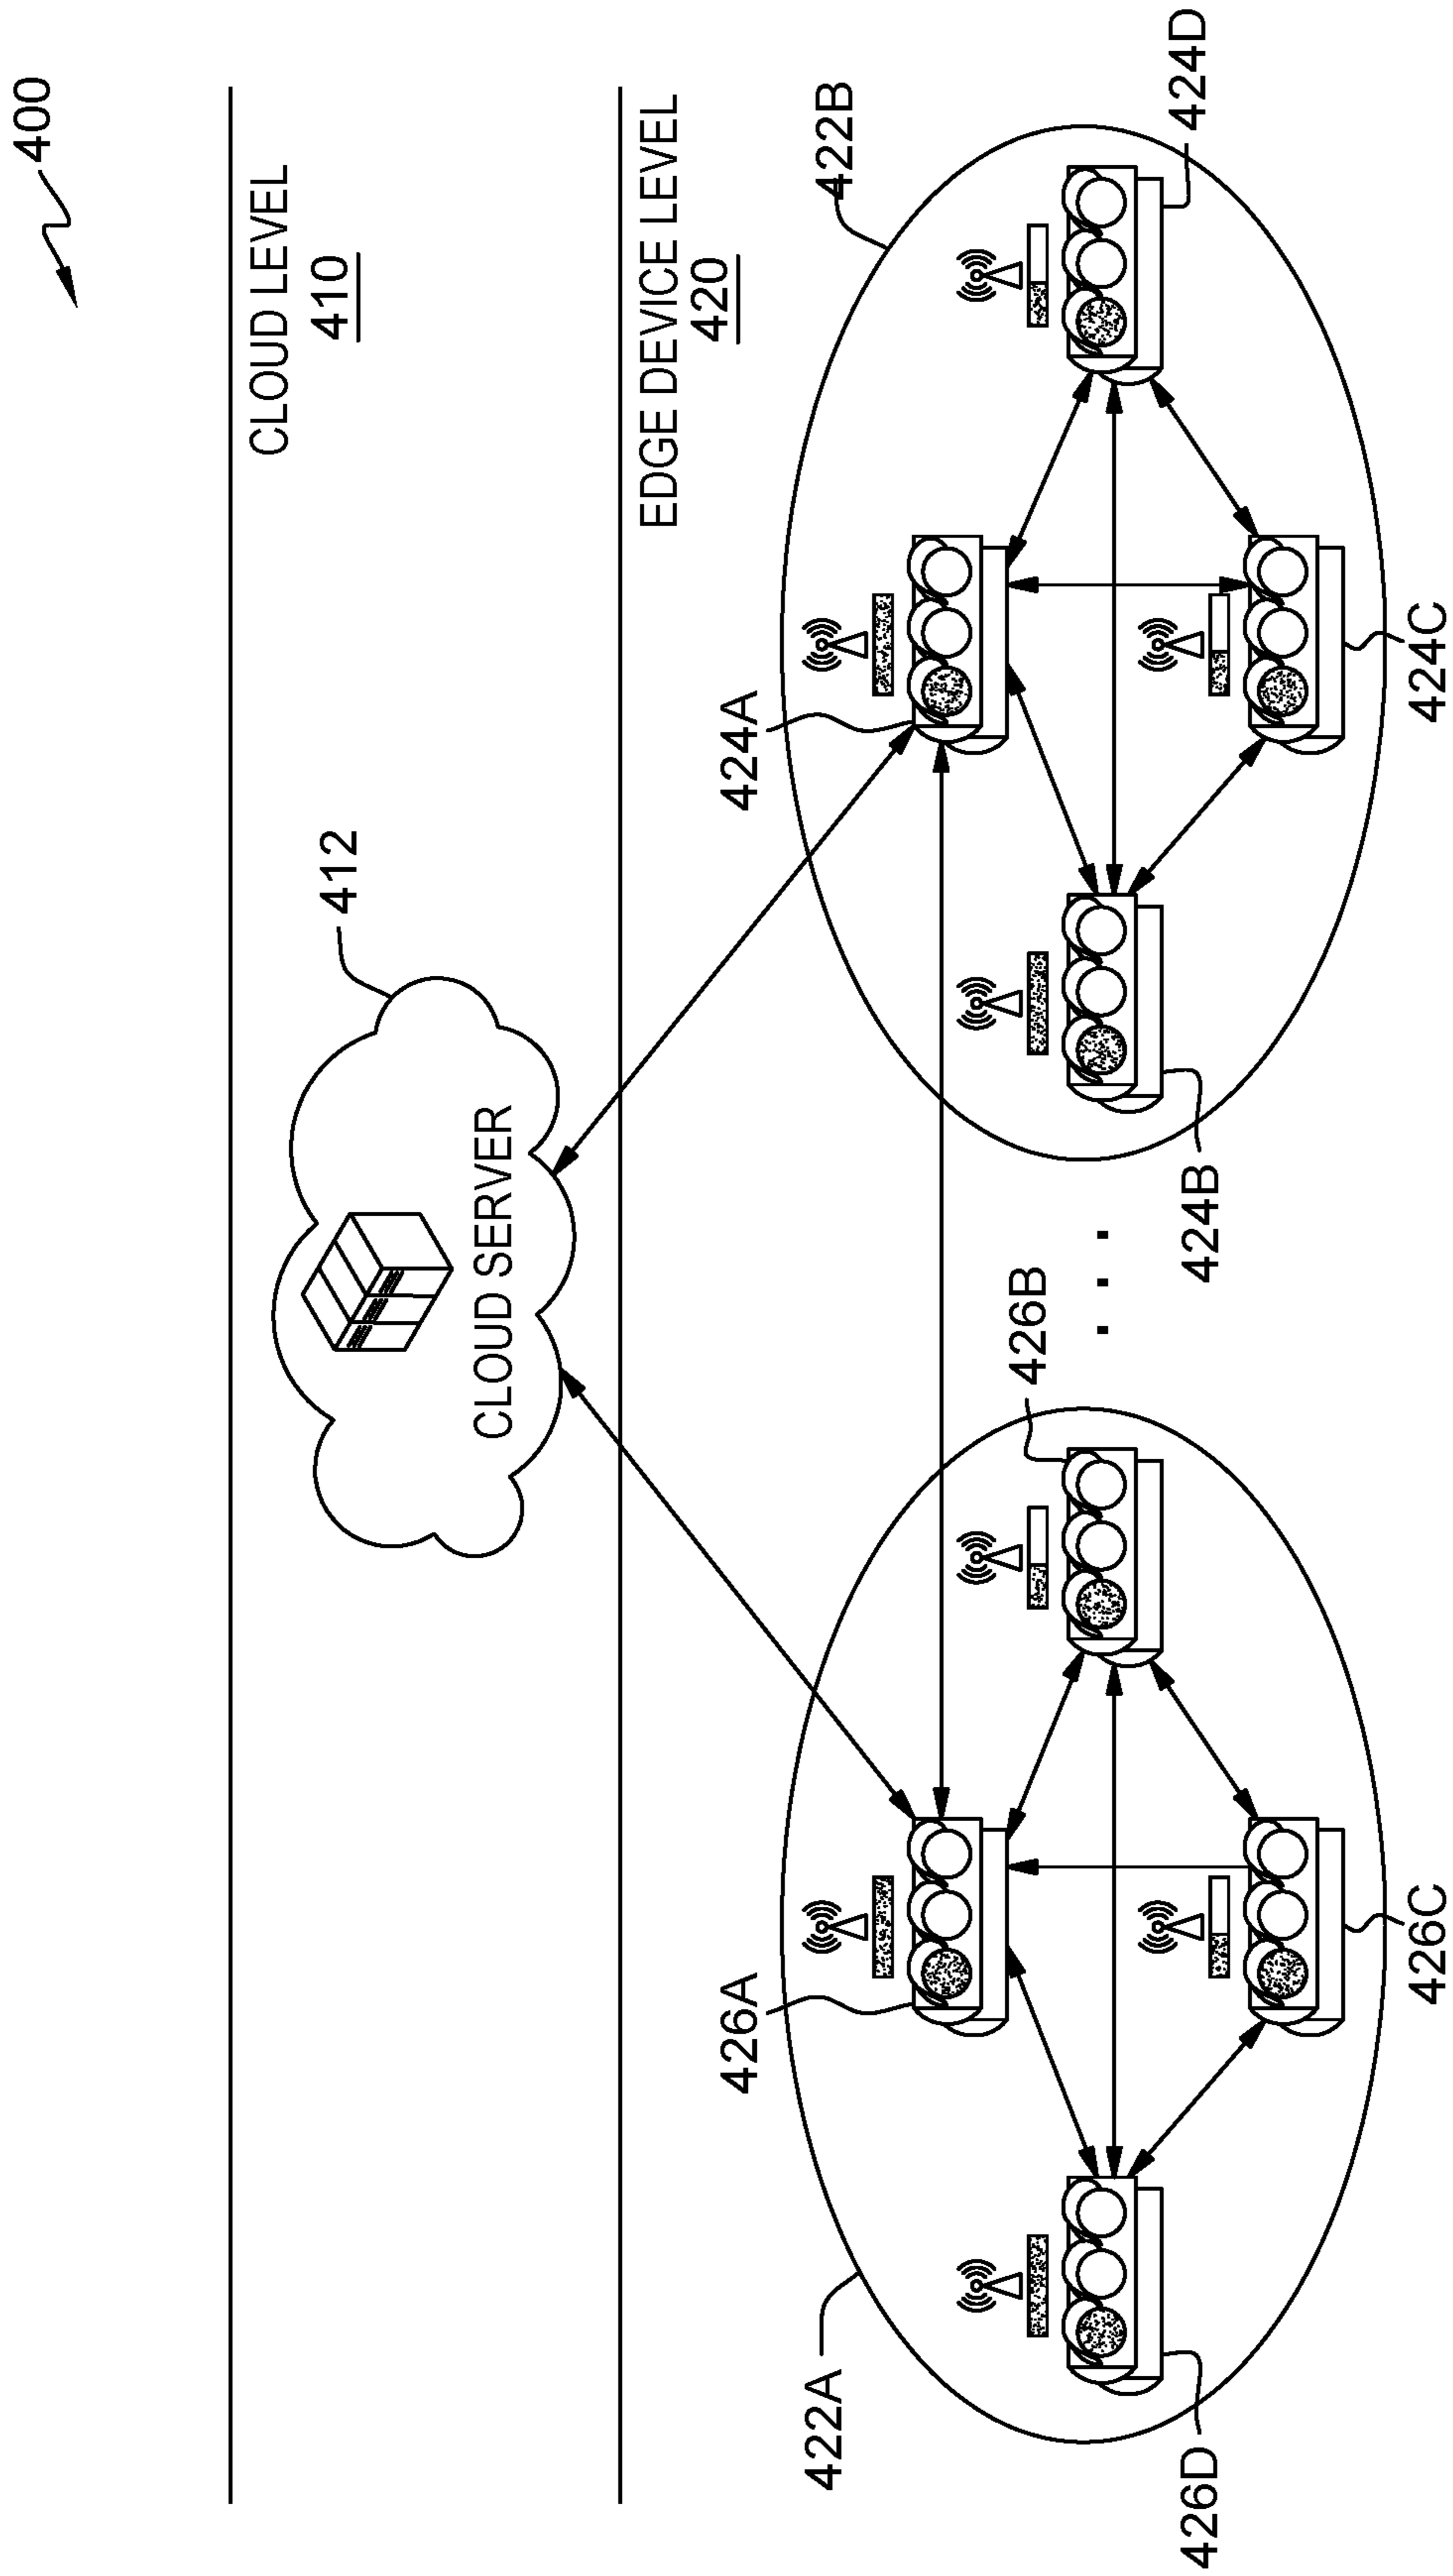 400
CLOUD LEVEL
410
412
CLOUD SERVER
EDGE DEVICE LEVEL
420
422A
426A
426B
426C
426D
422B
424A
424B
424C
424D